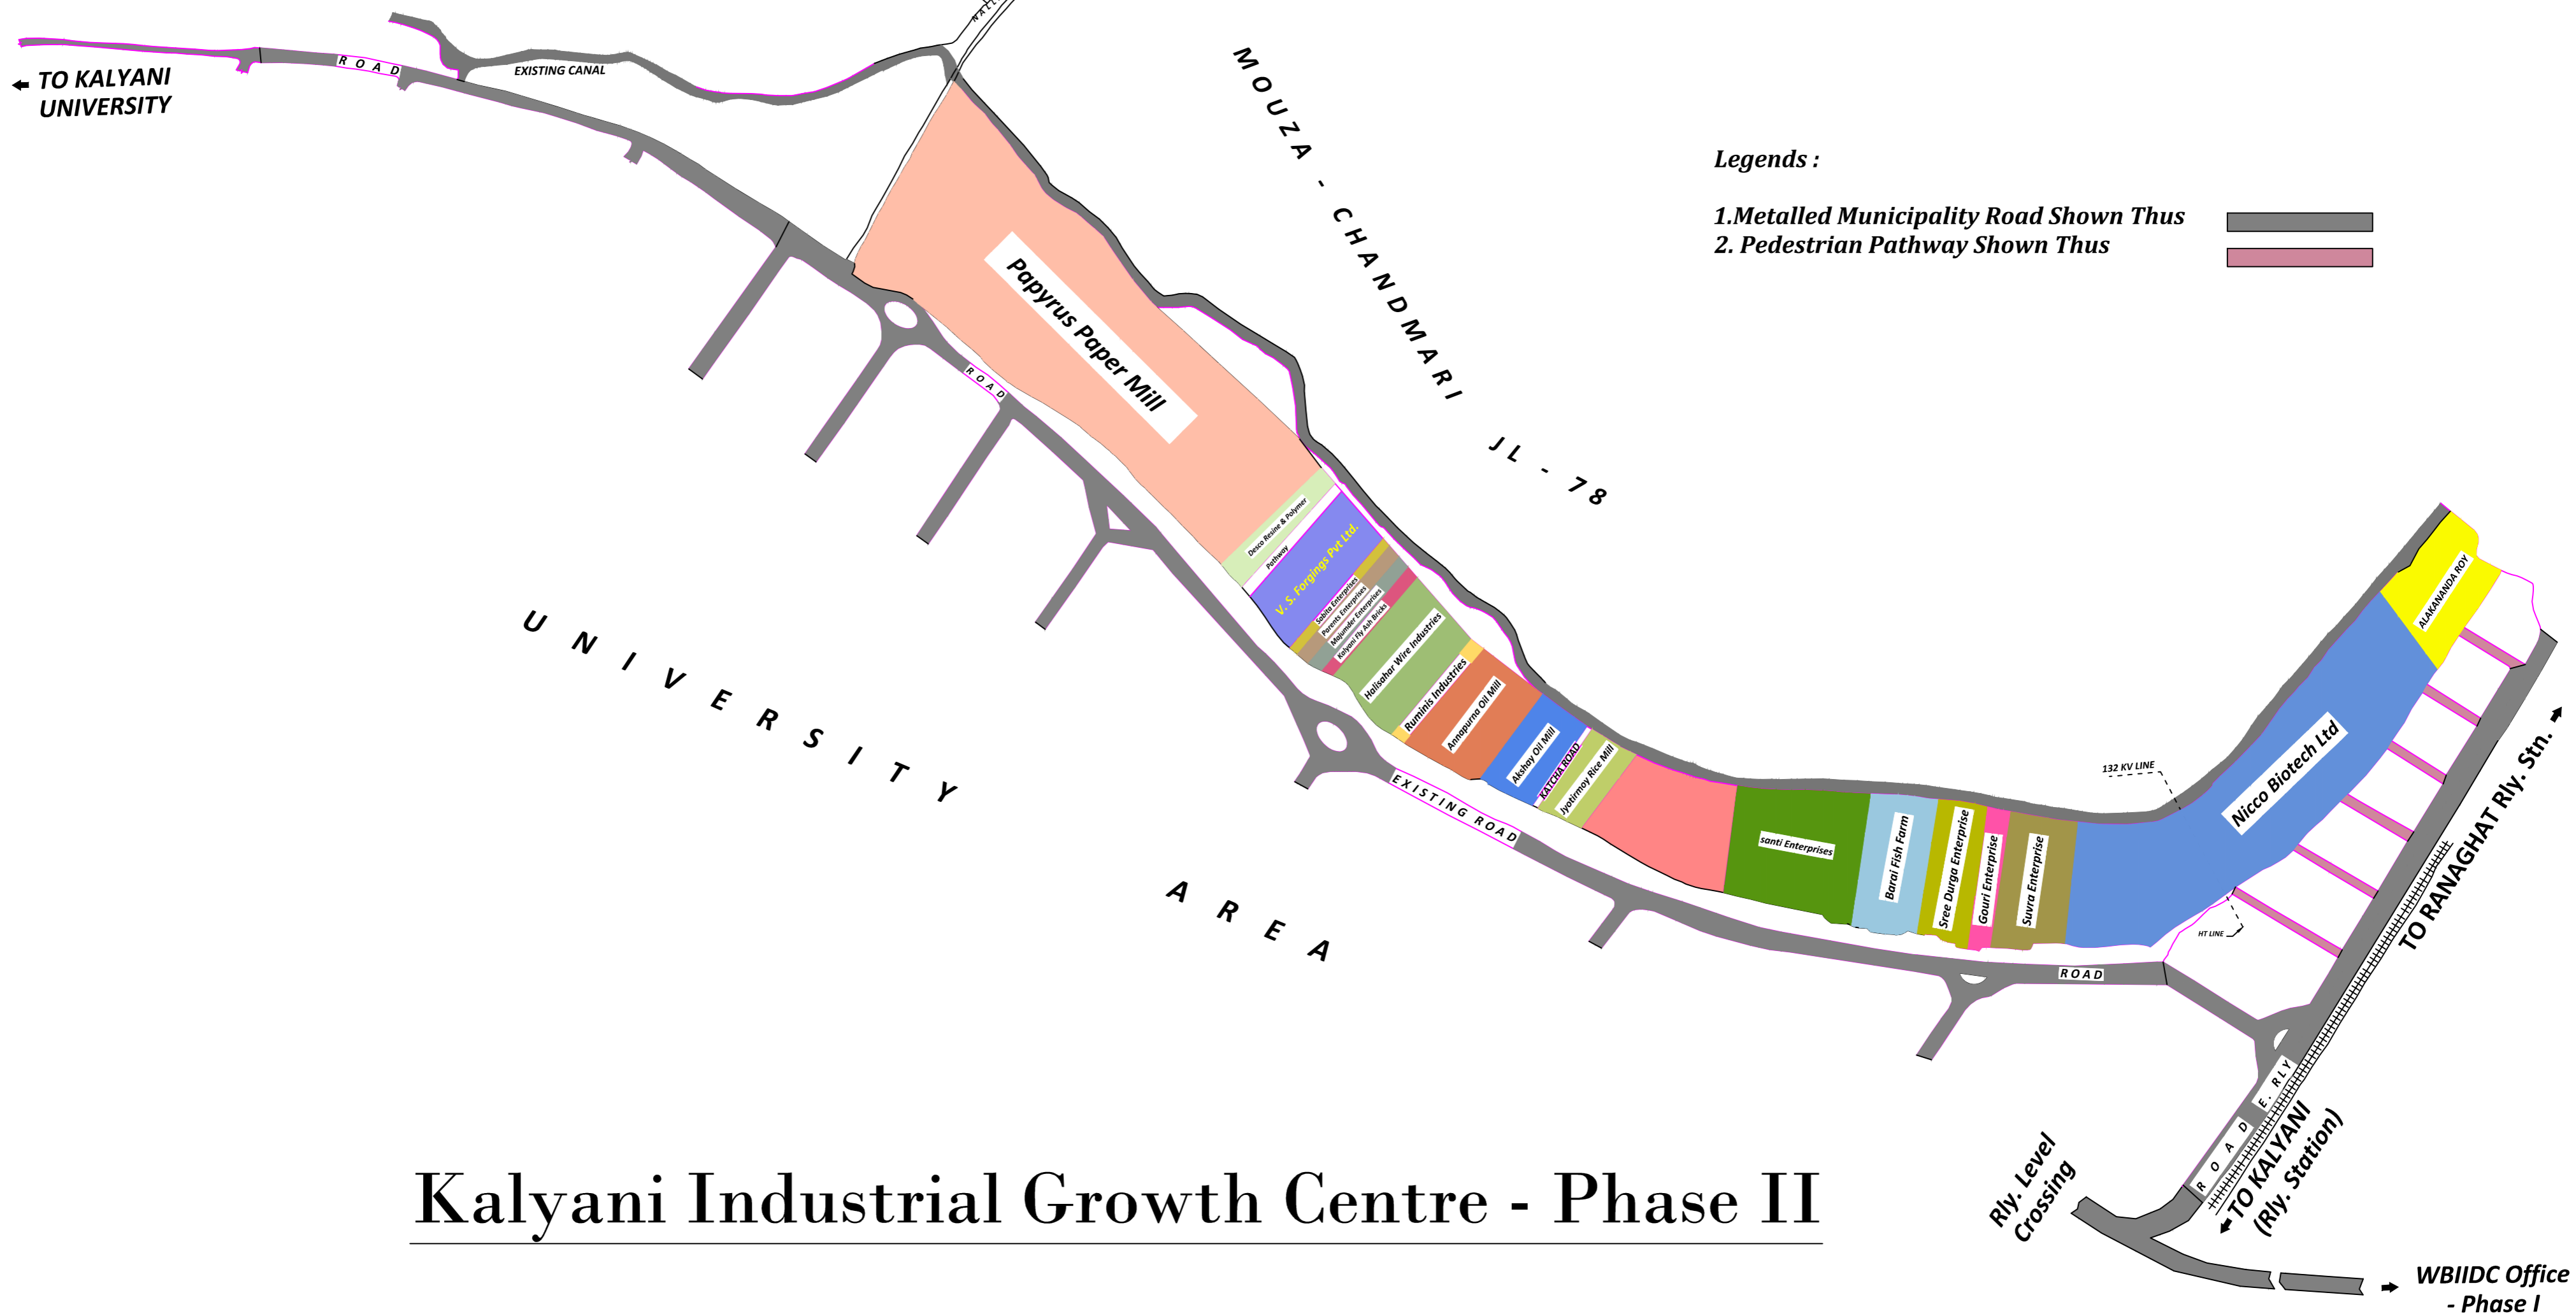 TO KALYANI
UNIVERSITY
ROAD
EXISTING CANAL
MOUZA - CHANDMARI JL - 78
Legends :
1.Metalled Municipality Road Shown Thus
2. Pedestrian Pathway Shown Thus
Papyrus Paper Mill
ROAD
Desco Resine & Polymer
Pathway
V. S. Forgings Pvt Ltd.
Sabita Enterprises
Parents Enterprises
Majumder Enterprises
Kalyani Fly Ash Bricks
Halisahar Wire Industries
Ruminis Industries
Annapurna Oil Mill
Akshay Oil Mill
KATCHA ROAD
Jyotirmoy Rice Mill
santi Enterprises
Barai Fish Farm
Sree Durga Enterprise
Gouri Enterprise
Suvra Enterprise
Nicco Biotech Ltd
ALAKANANDA ROY
132 KV LINE
HT LINE
UNIVERSITY AREA
EXISTING ROAD
ROAD
TO RANAGHAT Rly. Stn.
E. RLY
ROAD
TO KALYANI
(Rly. Station)
Rly. Level
Crossing
Kalyani Industrial Growth Centre - Phase II
WBIIDC Office
- Phase I